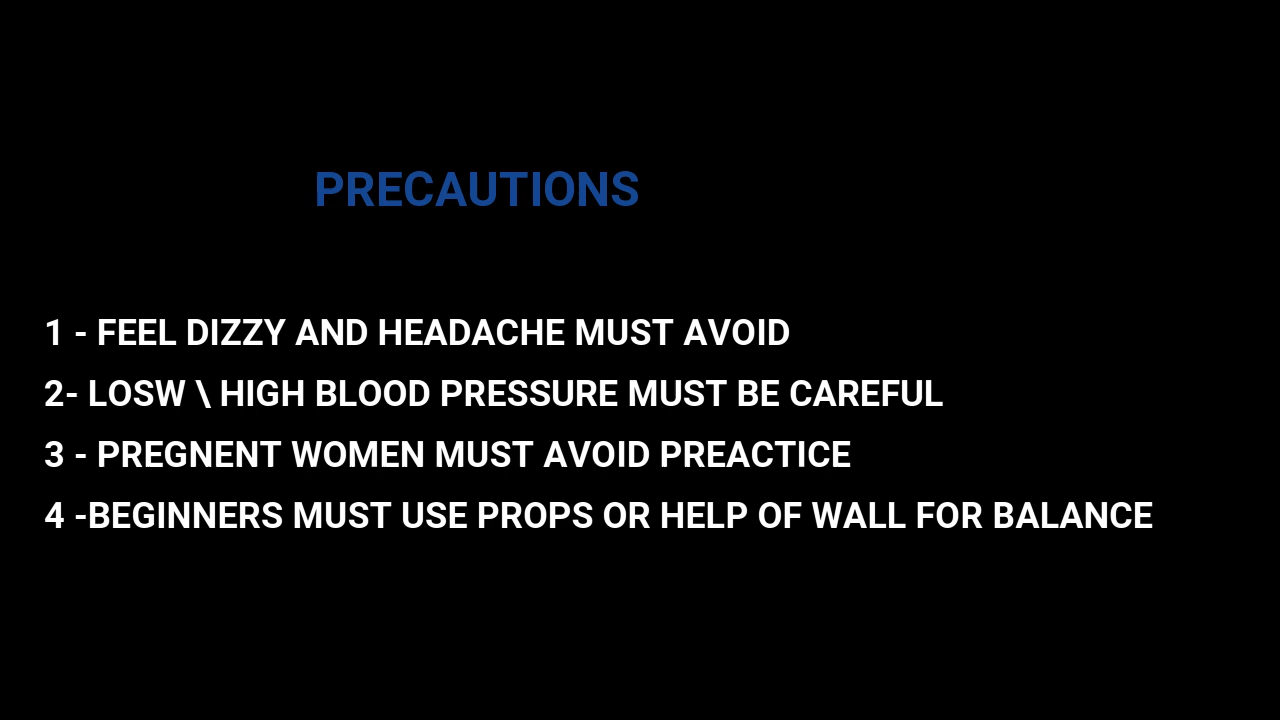 PRECAUTIONS
1 - FEEL DIZZY AND HEADACHE MUST AVOID
2- LOSW \ HIGH BLOOD PRESSURE MUST BE CAREFUL
3 - PREGNENT WOMEN MUST AVOID PREACTICE
4 -BEGINNERS MUST USE PROPS OR HELP OF WALL FOR BALANCE